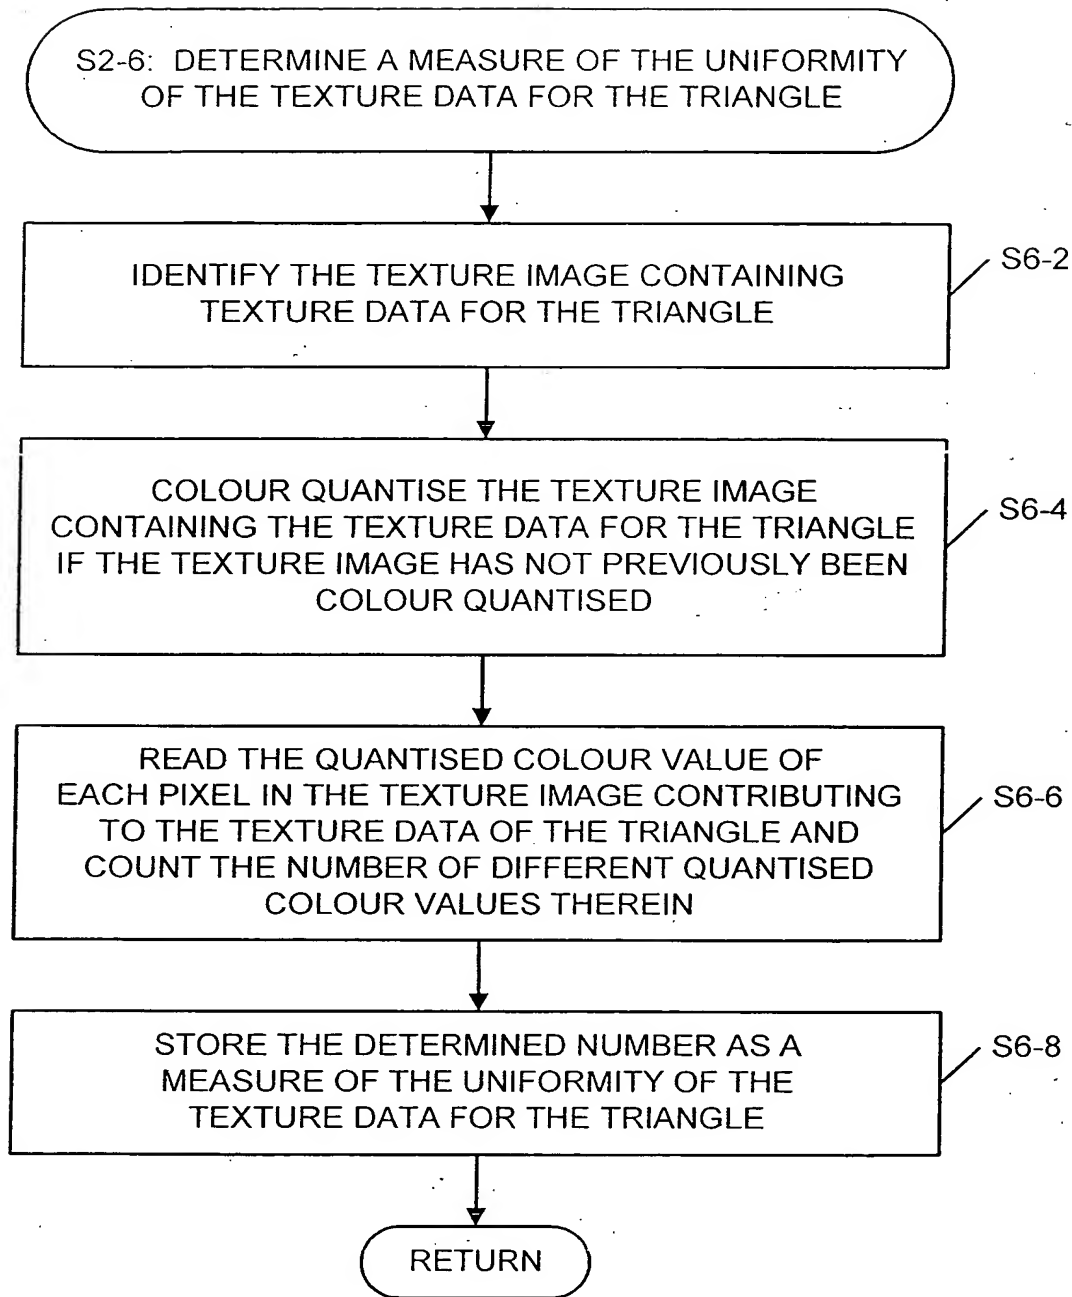 S2-6: DETERMINE A MEASURE OF THE UNIFORMITY
OF THE TEXTURE DATA FOR THE TRIANGLE
IDENTIFY THE TEXTURE IMAGE CONTAINING
TEXTURE DATA FOR THE TRIANGLE
S6-2
COLOUR QUANTISE THE TEXTURE IMAGE
CONTAINING THE TEXTURE DATA FOR THE TRIANGLE
IF THE TEXTURE IMAGE HAS NOT PREVIOUSLY BEEN
COLOUR QUANTISED
S6-4
READ THE QUANTISED COLOUR VALUE OF
EACH PIXEL IN THE TEXTURE IMAGE CONTRIBUTING
TO THE TEXTURE DATA OF THE TRIANGLE AND
COUNT THE NUMBER OF DIFFERENT QUANTISED
COLOUR VALUES THEREIN
S6-6
STORE THE DETERMINED NUMBER AS A
MEASURE OF THE UNIFORMITY OF THE
TEXTURE DATA FOR THE TRIANGLE
S6-8
RETURN